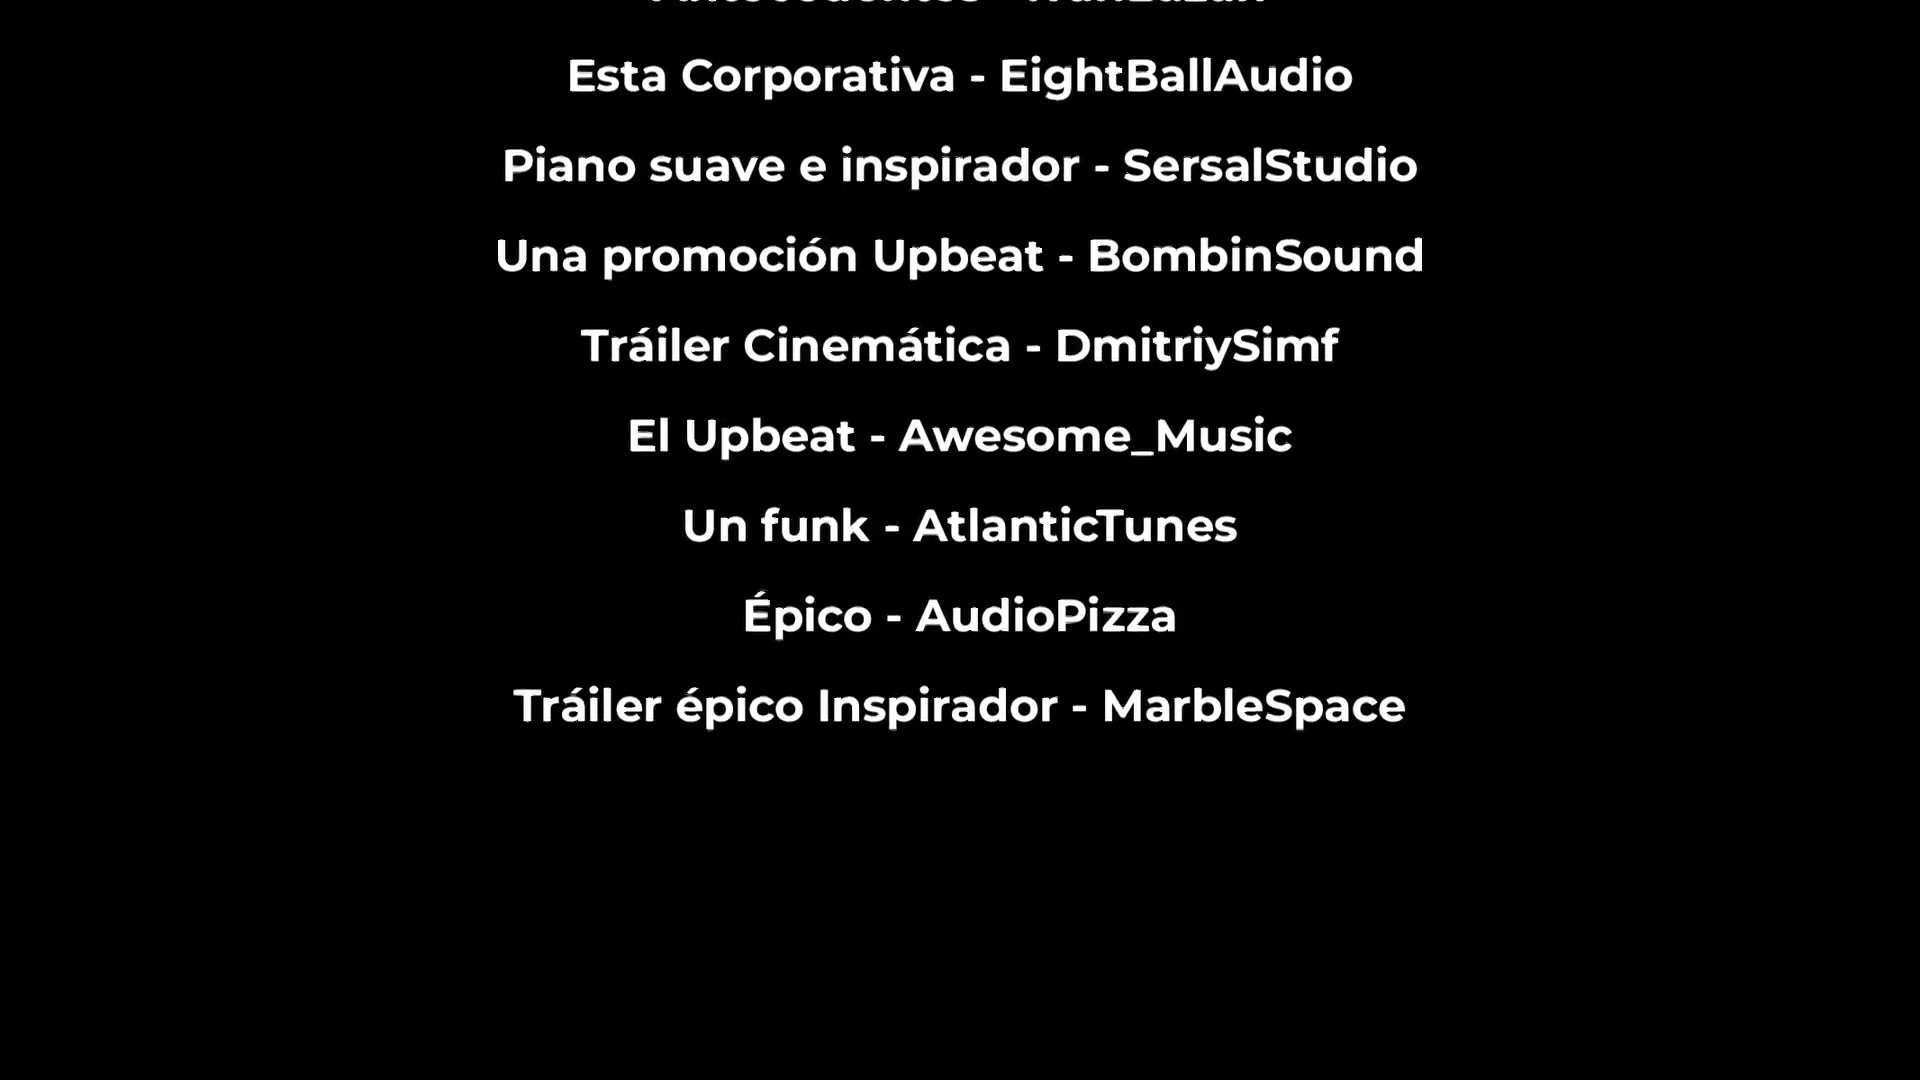 Esta Corporativa - EightBallAudio
Piano suave e inspirador - SersalStudio
Una promoción Upbeat - BombinSound
Tráiler Cinemática - DmitriySimf
El Upbeat - Awesome_Music
Un funk - AtlanticTunes
Épico - AudioPizza
Tráiler épico Inspirador - MarbleSpace